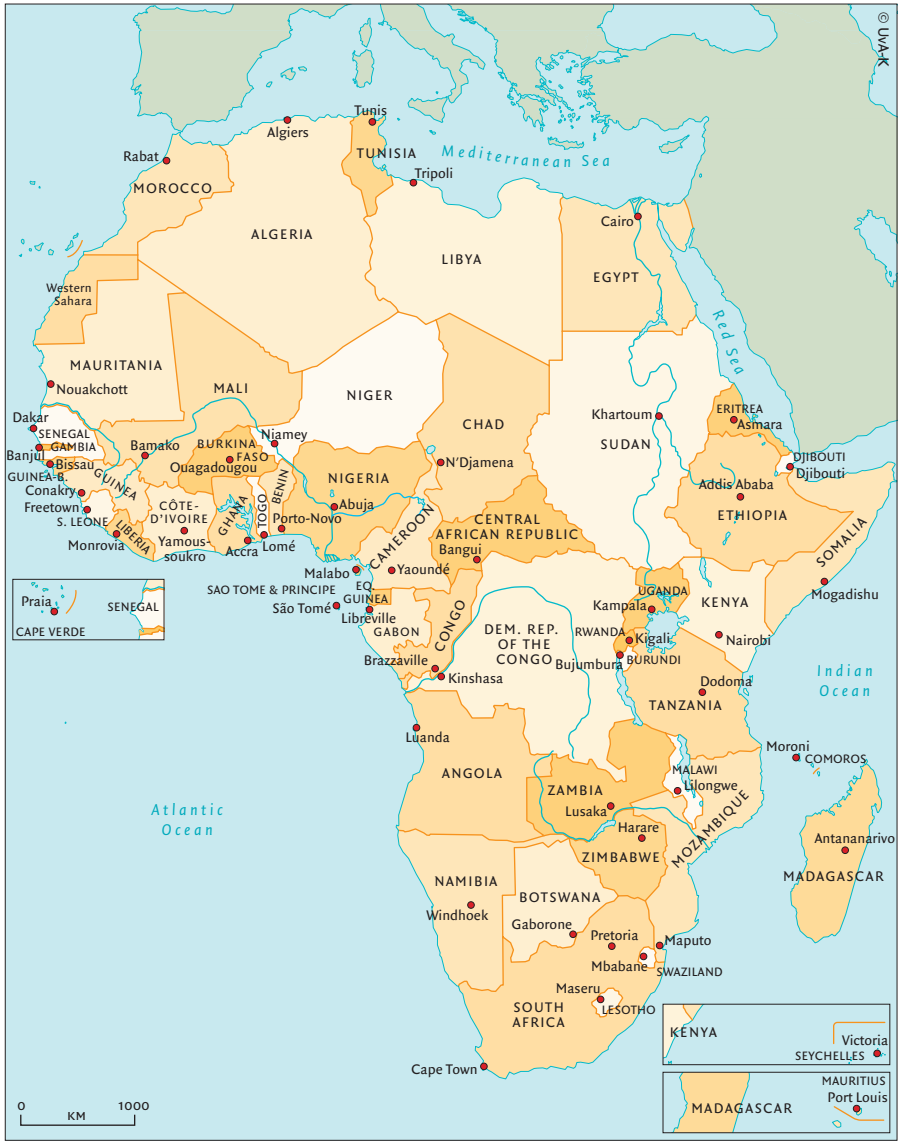 © UvA-K
Tunis
Algiers
TUNISIA
Mediterranean Sea
Rabat
Tripoli
MOROCCO
Cairo
ALGERIA
LIBYA
EGYPT
Western
Sahara
Red Sea
MAURITANIA
Nouakchott
MALI
NIGER
CHAD
Khartoum
SUDAN
ERITREA
Asmara
Dakar
SENEGAL
GAMBIA
Banjul
Bissau
GUINEA-B.
GUINEA
Conakry
Freetown
S. LEONE
Bamako
BURKINA
FASO
Ouagadougou
Niamey
N'Djamena
NIGERIA
Abuja
DJIBOUTI
Djibouti
Addis Ababa
ETHIOPIA
SOMALIA
CÔTE-
D'IVOIRE
Yamous-
soukro
LIBERIA
Monrovia
GHANA
Accra
TOGO
Lomé
BENIN
Porto-Novo
CAMEROON
Yaoundé
CENTRAL
AFRICAN REPUBLIC
Bangui
Malabo
EQ.
GUINEA
SAO TOME & PRINCIPE
São Tomé
Libreville
GABON
CONGO
Brazzaville
Kinshasa
DEM. REP.
OF THE
CONGO
UGANDA
Kampala
KENYA
Nairobi
Mogadishu
RWANDA
Kigali
Bujumbura
BURUNDI
Praia
CAPE VERDE
SENEGAL
Indian
Ocean
Dodoma
TANZANIA
Luanda
ANGOLA
Moroni
COMOROS
MALAWI
Lilongwe
ZAMBIA
Lusaka
MOZAMBIQUE
Atlantic
Ocean
Harare
ZIMBABWE
Antananarivo
MADAGASCAR
NAMIBIA
Windhoek
BOTSWANA
Gaborone
Pretoria
Maputo
Mbabane
SWAZILAND
Maseru
LESOTHO
SOUTH
AFRICA
Cape Town
KENYA
Victoria
SEYCHELLES
MADAGASCAR
MAURITIUS
Port Louis
0 1000
KM